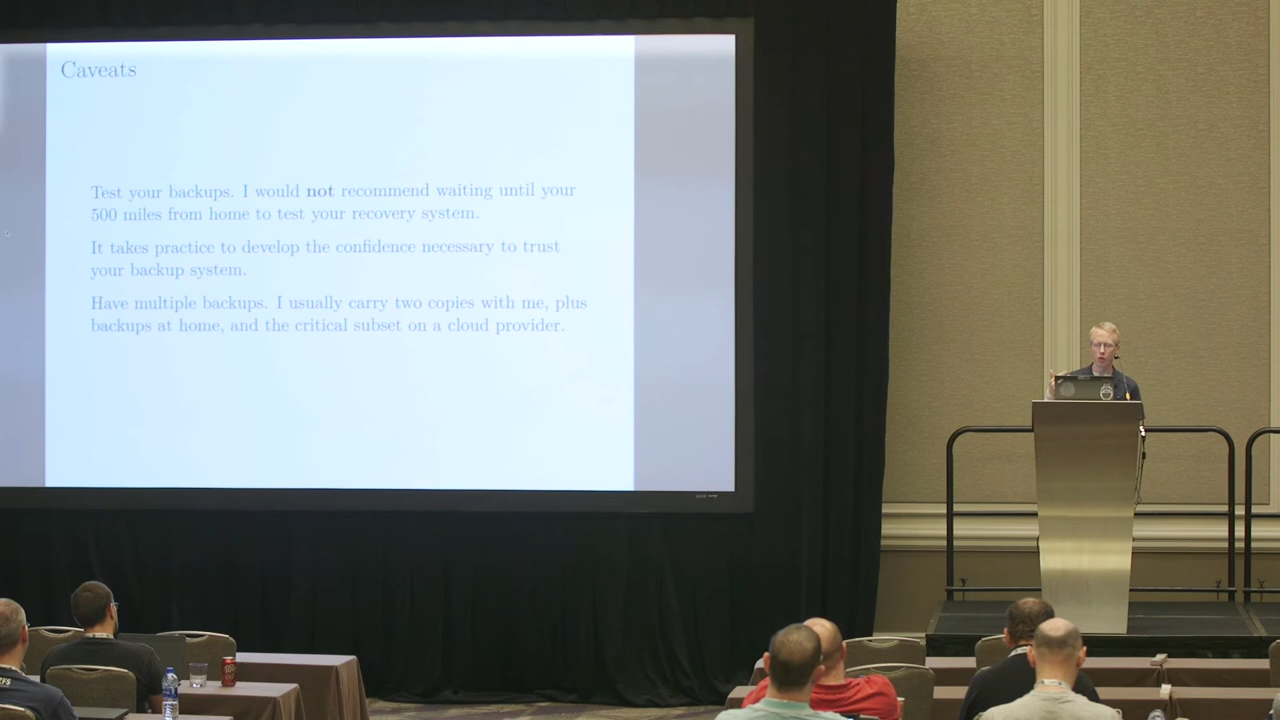 Caveats
Test your backups. I would not recommend waiting until your
500 miles from home to test your recovery system.
It takes practice to develop the confidence necessary to trust
your backup system.
Have multiple backups. I usually carry two copies with me, plus
backups at home, and the critical subset on a cloud provider.